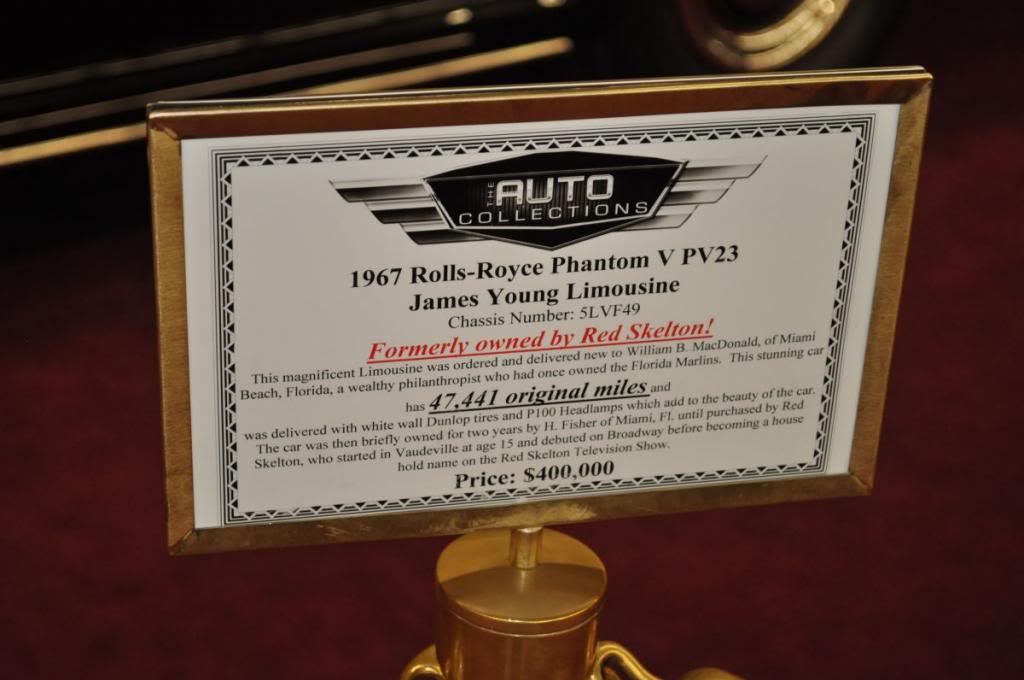 THE AUTO
COLLECTIONS
1967 Rolls-Royce Phantom V PV23
James Young Limousine
Chassis Number: 5LVF49
Formerly owned by Red Skelton!
This magnificent Limousine was ordered and delivered new to William B. MacDonald, of Miami
Beach, Florida, a wealthy philanthropist who had once owned the Florida Marlins. This stunning car
has 47,441 original miles and
was delivered with white wall Dunlop tires and P100 Headlamps which add to the beauty of the car.
The car was then briefly owned for two years by H. Fisher of Miami, Fl. until purchased by Red
Skelton, who started in Vaudeville at age 15 and debuted on Broadway before becoming a house
hold name on the Red Skelton Television Show.
Price: $400,000